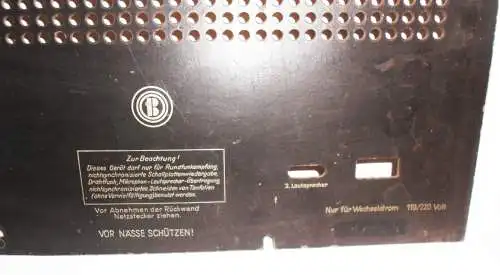 B
Zur Beachtung!
Dieses Gerät darf nur für Rundfunkempfang,
nichtsynchronisierte Schallplattenwiedergabe,
Drahtfunk, Mikrophon-Lautsprecher-Übertragung
nichtsynchronisiertes Schneiden von Tonfolien
(ohne Vervielfältigung) benutzt werden.
Vor Abnehmen der Rückwand
Netzstecker ziehen.
VOR NÄSSE SCHÜTZEN!
2. Lautsprecher
Nur für Wechselstrom 110/220 Volt